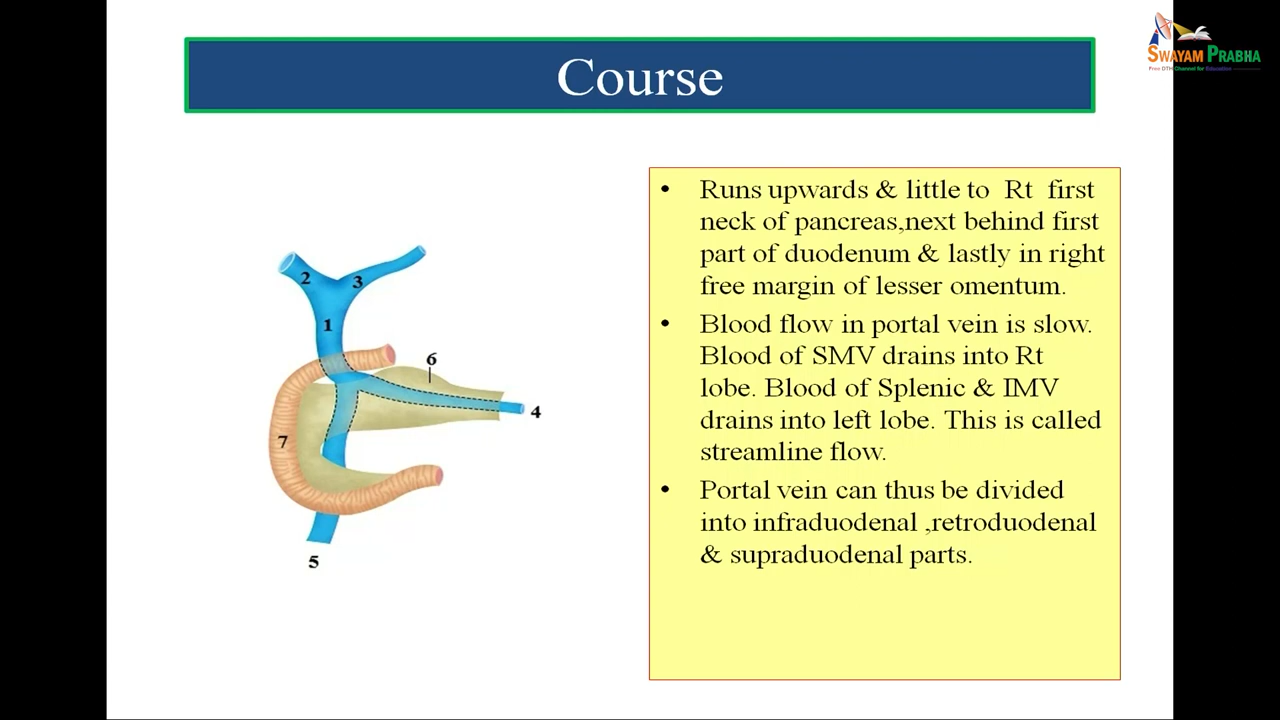 Course
SWAYAM PRABHA
Free DTH Channel for Education
2
3
1
6
4
7
5
• Runs upwards & little to Rt first
neck of pancreas,next behind first
part of duodenum & lastly in right
free margin of lesser omentum.
• Blood flow in portal vein is slow.
Blood of SMV drains into Rt
lobe. Blood of Splenic & IMV
drains into left lobe. This is called
streamline flow.
• Portal vein can thus be divided
into infraduodenal ,retroduodenal
& supraduodenal parts.